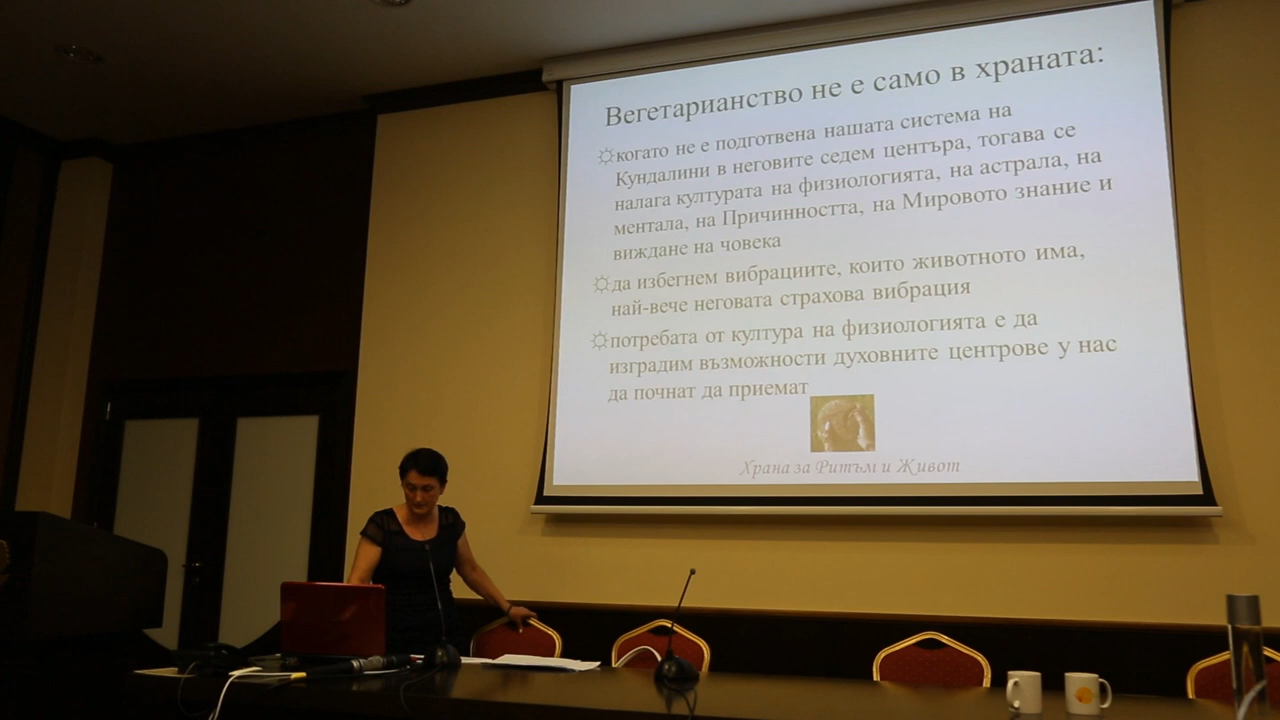 Вегетарианство не е само в храната:
когато не е подготвена нашата система на
Кундалини в неговите седем центъра, тогава се
налага културата на физиологията, на астрала, на
ментала, на Причинността, на Мировото знание и
виждане на човека
да избегнем вибрациите, които животното има,
най-вече неговата страхова вибрация
потребата от култура на физиологията е да
изградим възможности духовните центрове у нас
да почнат да приемат
Храна за Ритъм и Живот